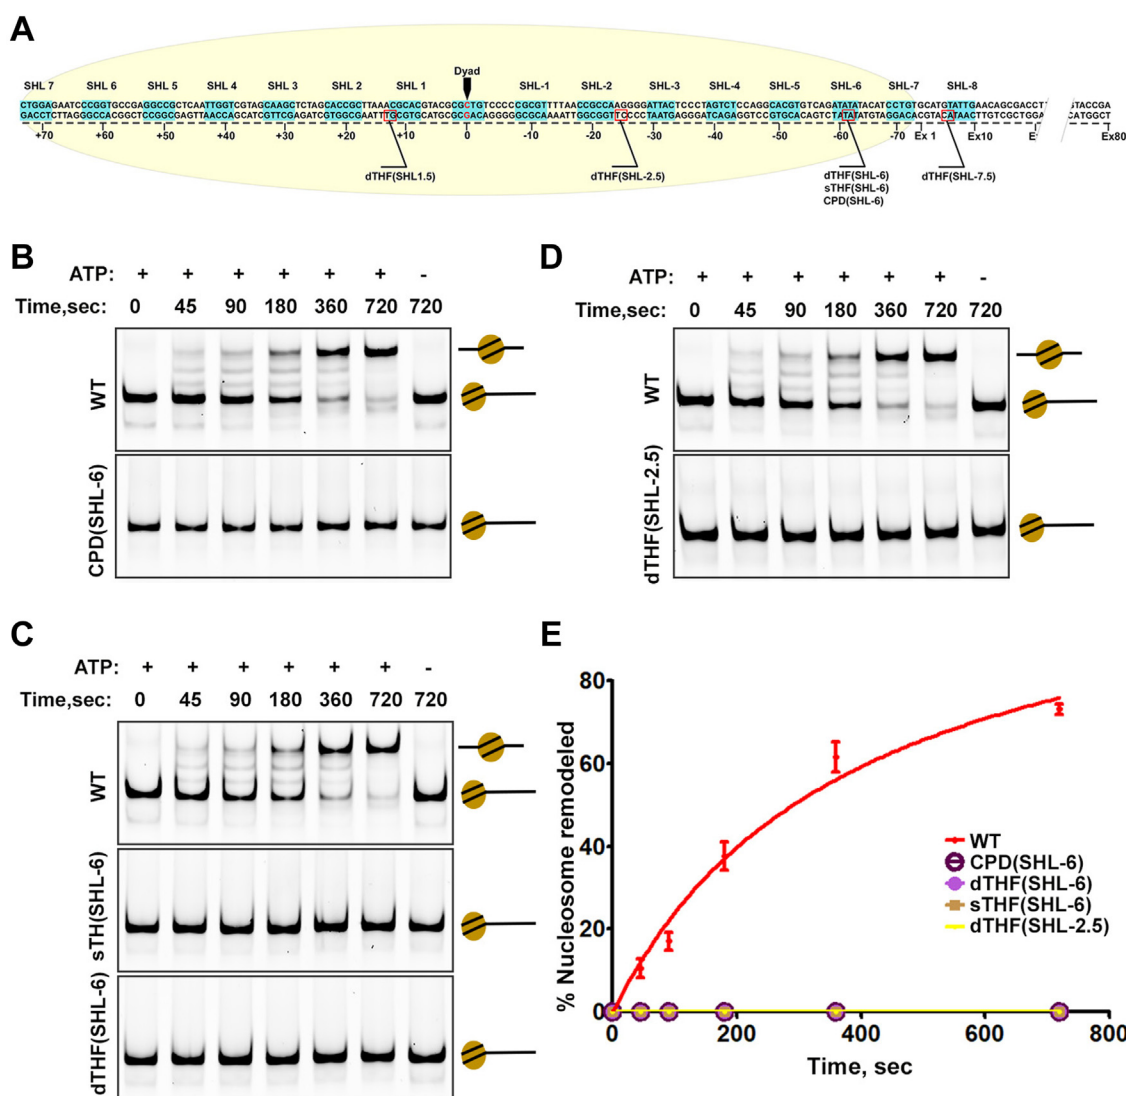 A
Dyad
SHL 7 SHL 6 SHL 5 SHL 4 SHL 3 SHL 2 SHL 1 SHL-1 SHL-2 SHL-3 SHL-4 SHL-5 SHL-6 SHL-7 SHL-8
CTGGAGAATCCCGGTGCCGAGGCCGCTCAATTGGTCGTAGCAAGCTCTAGCACCGCTTAAACGCACGTACGCGCTGTCCCCCGCGTTTTAACCGCCAAGGGGATTACTCCCTAGTCTCCAGGCACGTGTCAGATATATACATCCTGTGCATGTATTGAACAGCGACCT TACCGA
GACCTCTTAGGGCCACGGCTCCGGCGAGTTAACCAGCATCGTTCGAGATCGTGGCGAATTTGCGTGCATGCGCGACAGGGGGCGCAAAATTGGCGGTTCCCCTAATGAGGGATCAGAGGTCCGTGCACAGTCTATATATGTAGGACACGTACATAACTTGTCGCTGGA CATGGCT
+70 +60 +50 +40 +30 +20 +10 0 -10 -20 -30 -40 -50 -60 -70 Ex 1 Ex10 Ex80
dTHF(SHL1.5) dTHF(SHL-2.5) dTHF(SHL-6) dTHF(SHL-7.5)
sTHF(SHL-6)
CPD(SHL-6)
B
ATP: + + + + + + -
Time,sec: 0 45 90 180 360 720 720
WT
CPD(SHL-6)
D
ATP: + + + + + + -
Time,sec: 0 45 90 180 360 720 720
WT
dTHF(SHL-2.5)
C
ATP: + + + + + + -
Time,sec: 0 45 90 180 360 720 720
WT
sTH(SHL-6)
dTHF(SHL-6)
E
% Nucleosome remodeled
80
60
40
20
0
0 200 400 600 800
Time, sec
WT
CPD(SHL-6)
dTHF(SHL-6)
sTHF(SHL-6)
dTHF(SHL-2.5)